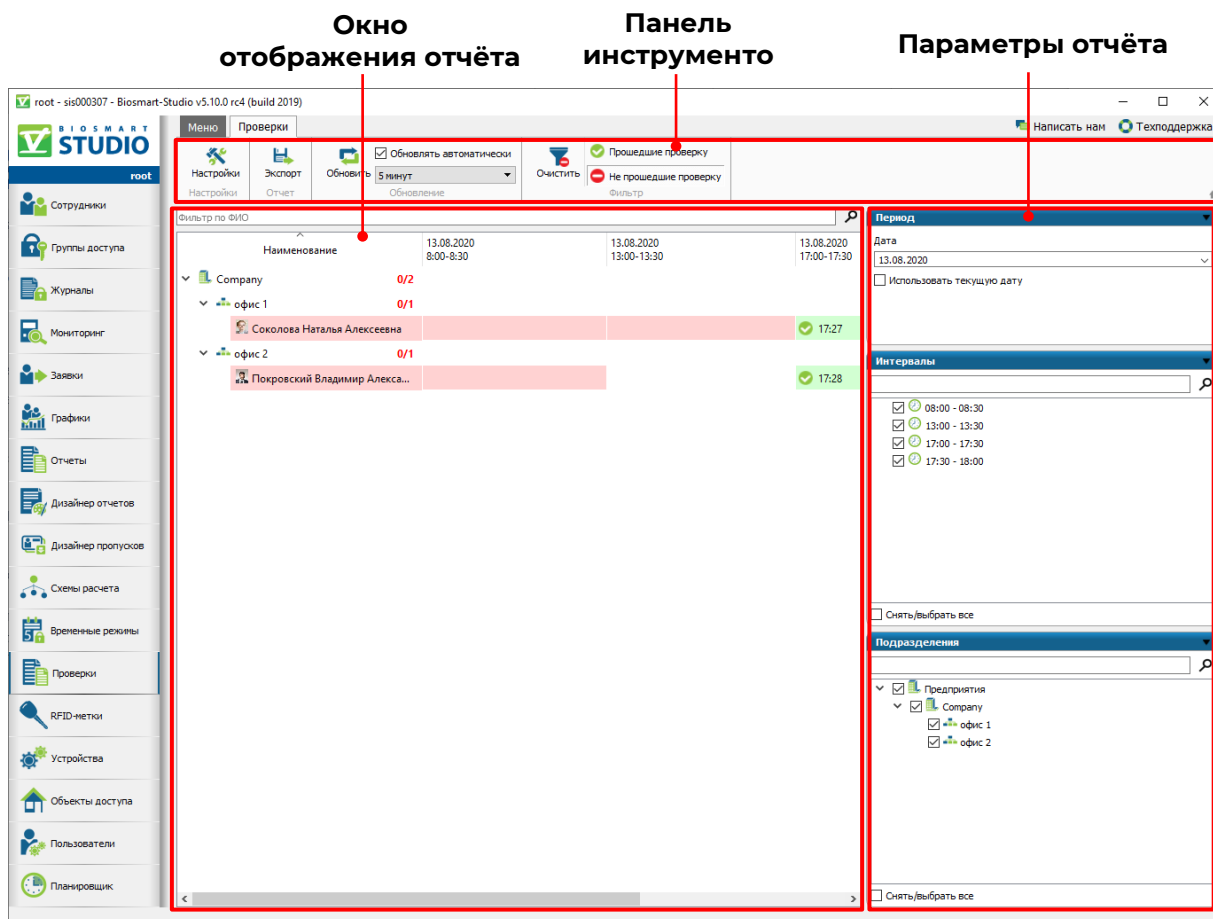 Окно
отображения отчёта
Панель
инструменто
Параметры отчёта
root - sis000307 - Biosmart-Studio v5.10.0 rc4 (build 2019)
BIOSMART
STUDIO
root
Меню Проверки
Написать нам Техподдержка
Настройки
Настройки
Экспорт
Отчет
Обновить
Обновлять автоматически
5 минут
Обновление
Очистить
Прошедшие проверку
Не прошедшие проверку
Фильтр
Сотрудники
Группы доступа
Журналы
Мониторинг
Заявки
Графики
Отчеты
Дизайнер отчетов
Дизайнер пропусков
Схемы расчета
Временные режимы
Проверки
RFID-метки
Устройства
Объекты доступа
Пользователи
Планировщик
Фильтр по ФИО
Наименование
13.08.2020
8:00-8:30
13.08.2020
13:00-13:30
13.08.2020
17:00-17:30
Company 0/2
офис 1 0/1
Соколова Наталья Алексеевна 17:27
офис 2 0/1
Покровский Владимир Алекса... 17:28
Период
Дата
13.08.2020
Использовать текущую дату
Интервалы
08:00 - 08:30
13:00 - 13:30
17:00 - 17:30
17:30 - 18:00
Снять/выбрать все
Подразделения
Предприятия
Company
офис 1
офис 2
Снять/выбрать все